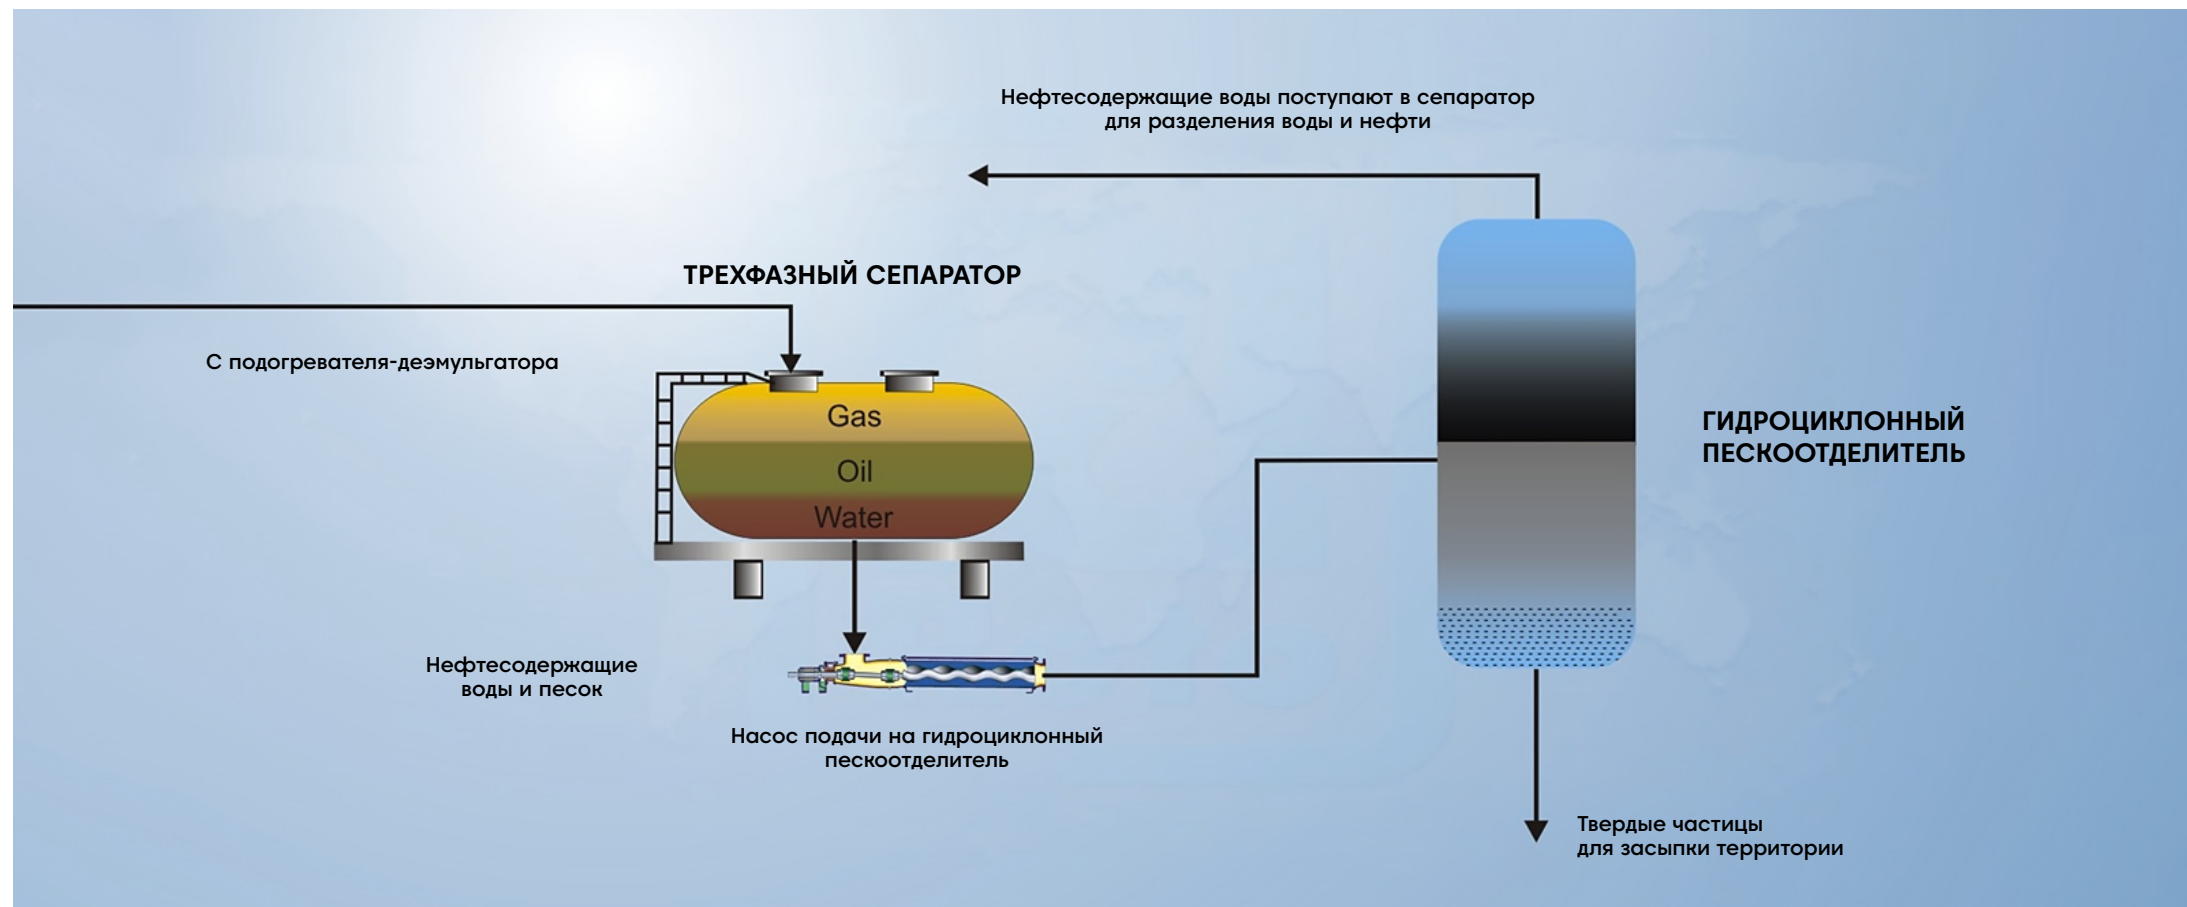 Нефтесодержащие воды поступают в сепаратор
для разделения воды и нефти
ТРЕХФАЗНЫЙ СЕПАРАТОР
С подогревателя-деэмульгатора
Gas
Oil
Water
ГИДРОЦИКЛОННЫЙ
ПЕСКООТДЕЛИТЕЛЬ
Нефтесодержащие
воды и песок
Насос подачи на гидроциклонный
пескоотделитель
Твердые частицы
для засыпки территории